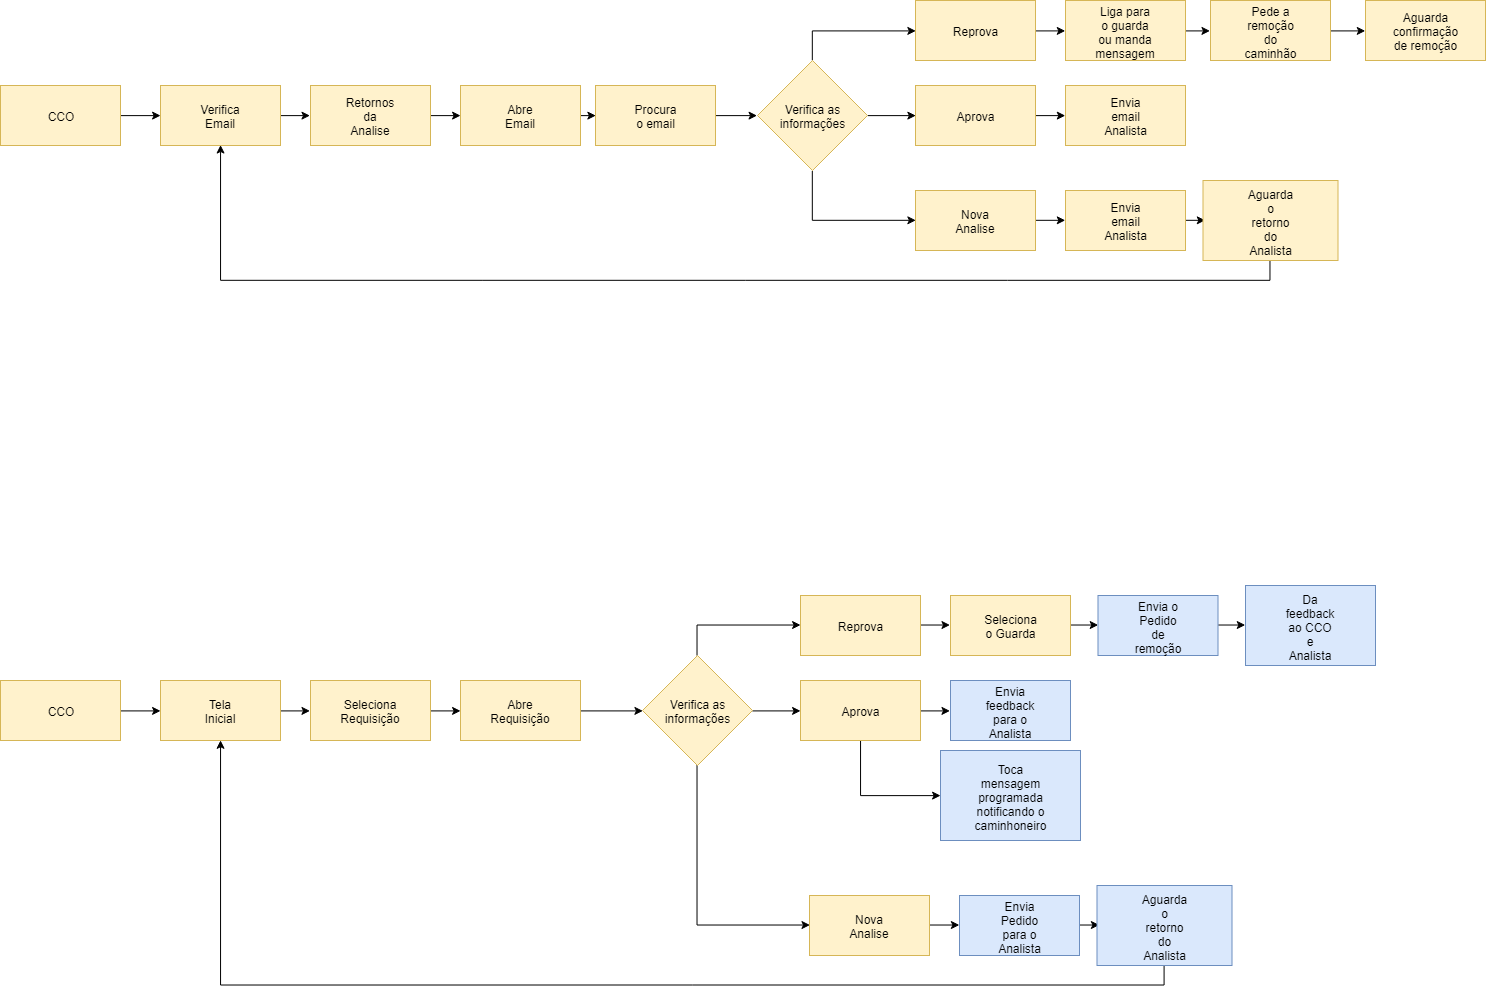 CCO
Verifica
Email
Retornos
da
Analise
Abre
Email
Procura
o email
Verifica as
informações
Reprova
Liga para
o guarda
ou manda
mensagem
Pede a
remoção
do
caminhão
Aguarda
confirmação
de remoção
Aprova
Envia
email
Analista
Nova
Analise
Envia
email
Analista
Aguarda
o
retorno
do
Analista
CCO
Tela
Inicial
Seleciona
Requisição
Abre
Requisição
Verifica as
informações
Reprova
Seleciona
o Guarda
Envia o
Pedido
de
remoção
Da
feedback
ao CCO
e
Analista
Aprova
Envia
feedback
para o
Analista
Toca
mensagem
programada
notificando o
caminhoneiro
Nova
Analise
Envia
Pedido
para o
Analista
Aguarda
o
retorno
do
Analista